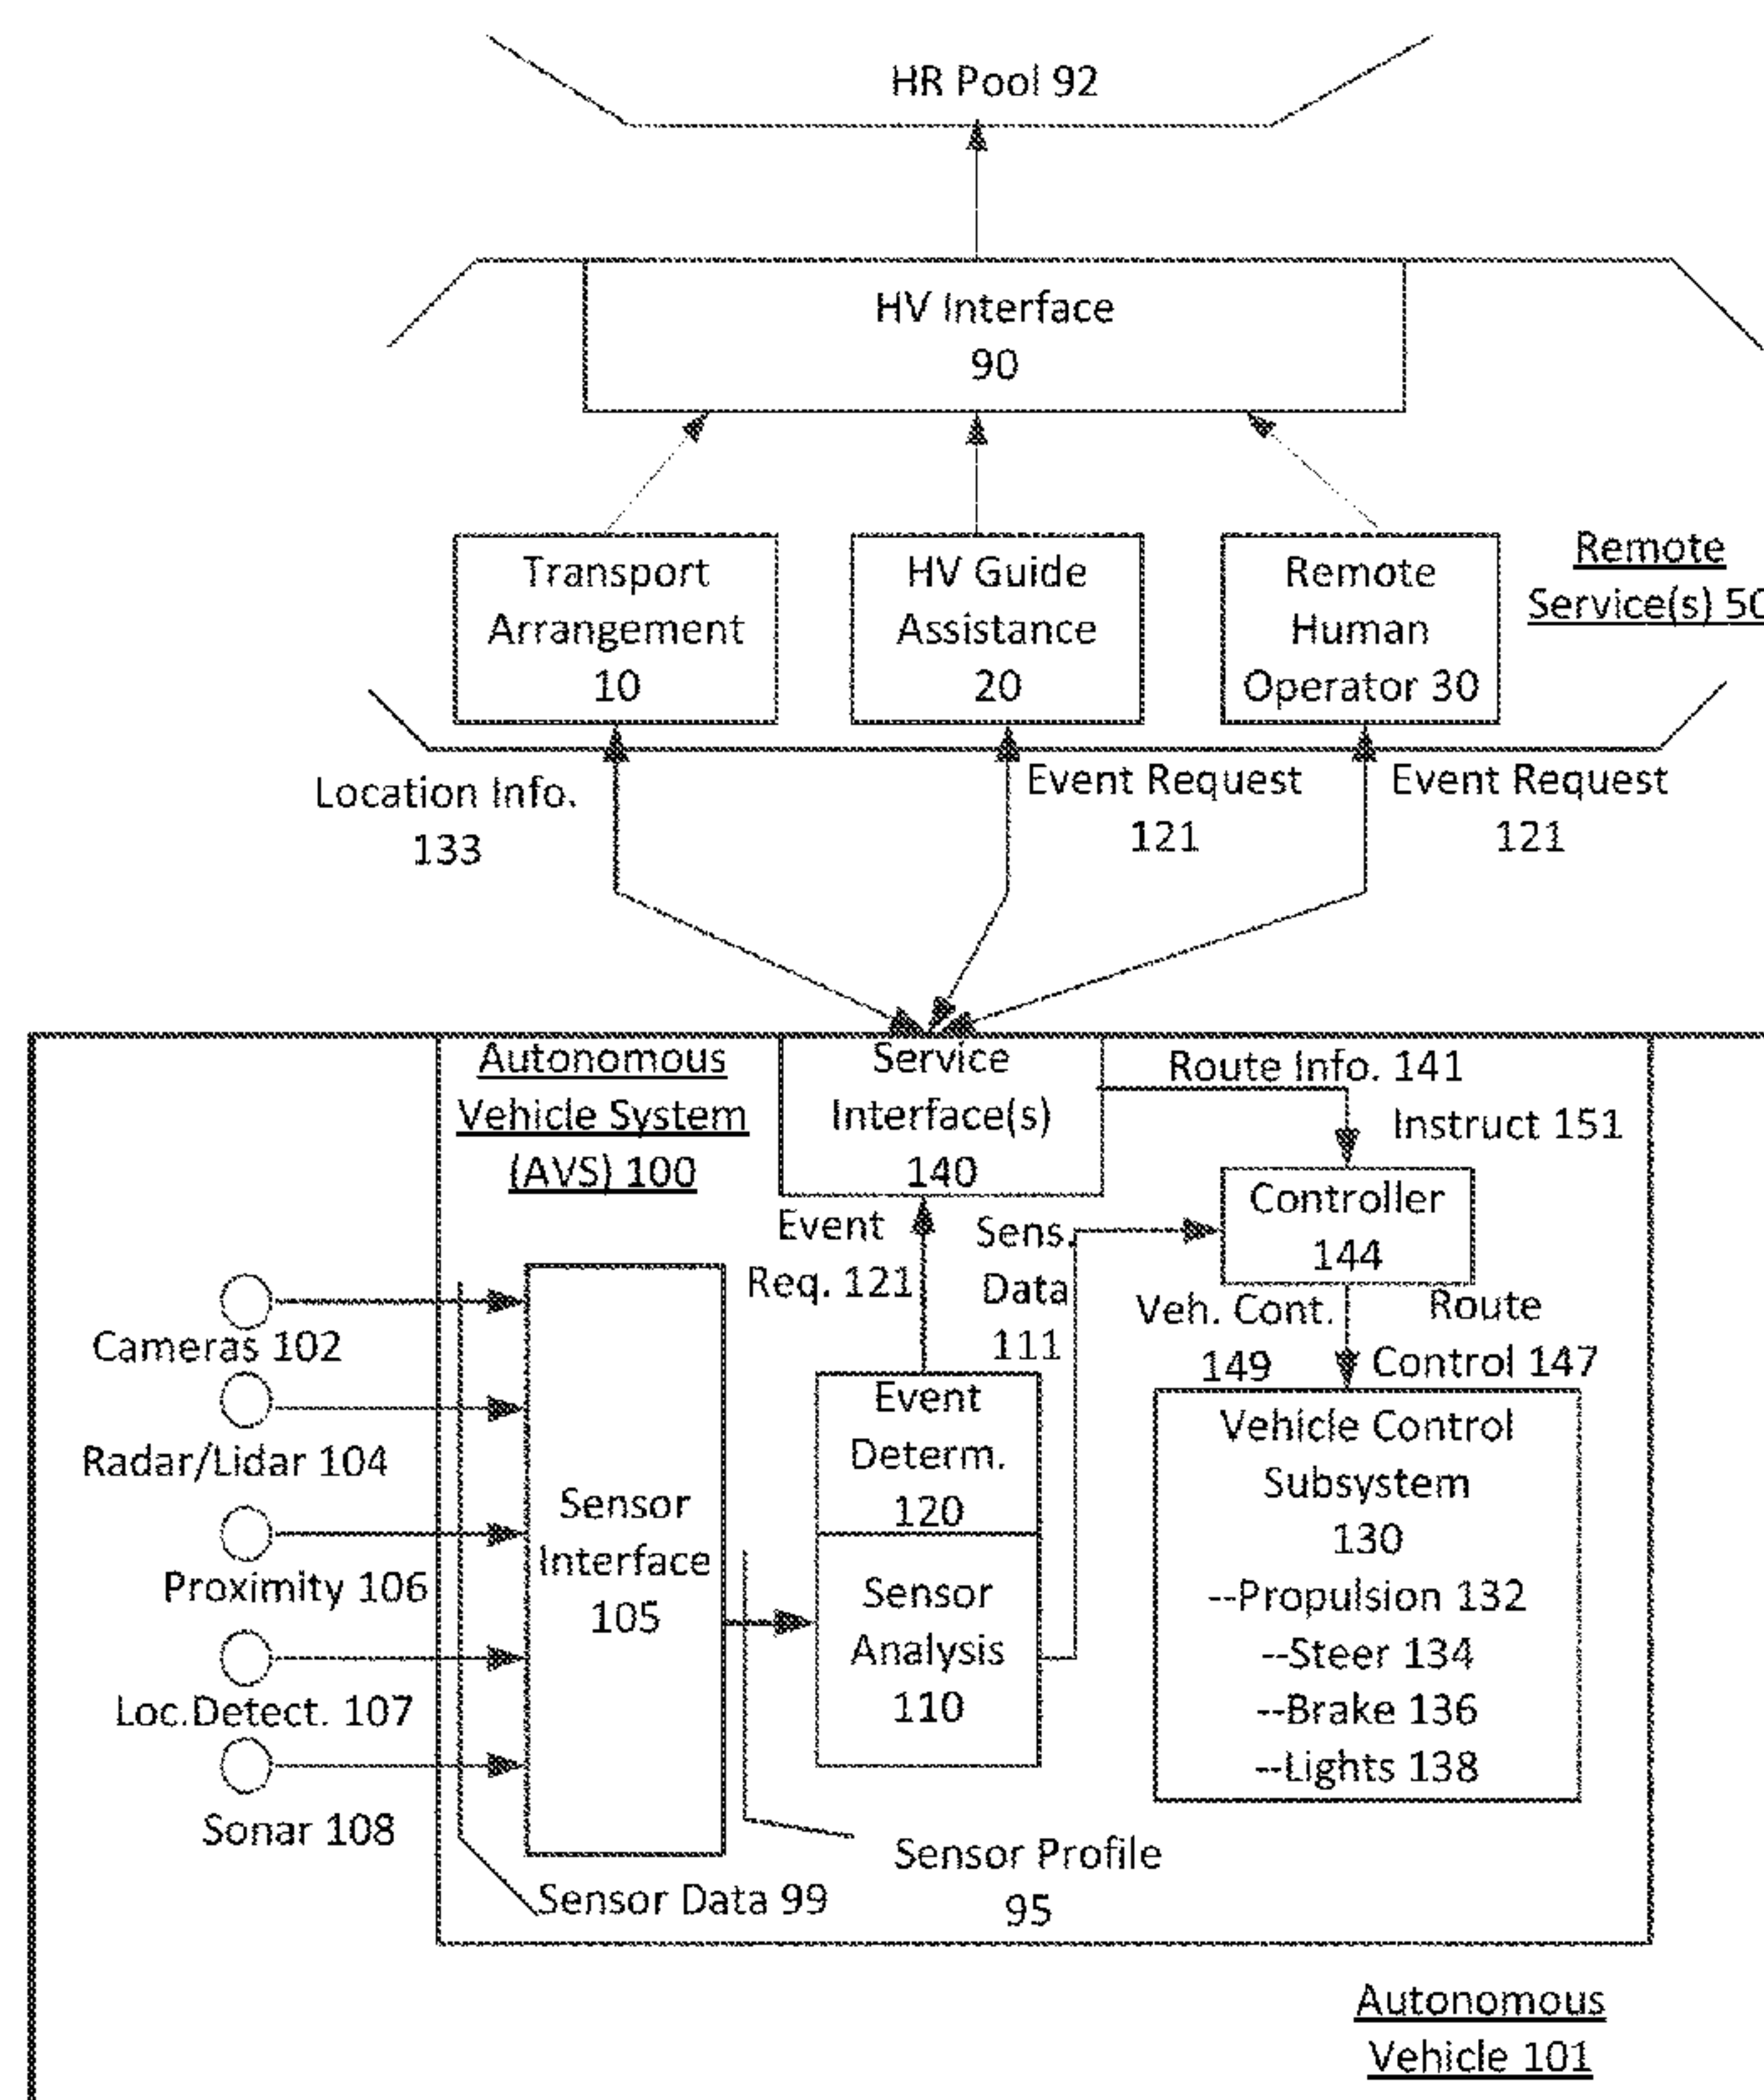 HR Pool 92
HV Interface
90
Transport
Arrangement
10
HV Guide
Assistance
20
Remote
Human
Operator 30
Remote
Service(s) 50
Location Info.
133
Event Request
121
Event Request
121
Autonomous
Vehicle System
(AVS) 100
Service
Interface(s)
140
Route Info. 141
Instruct 151
Event
Req. 121
Sens.
Data
111
Controller
144
Veh. Cont.
149
Route
Control 147
Cameras 102
Radar/Lidar 104
Proximity 106
Loc.Detect. 107
Sonar 108
Sensor
Interface
105
Event
Determ.
120
Sensor
Analysis
110
Vehicle Control
Subsystem
130
--Propulsion 132
--Steer 134
--Brake 136
--Lights 138
Sensor Data 99
Sensor Profile
95
Autonomous
Vehicle 101